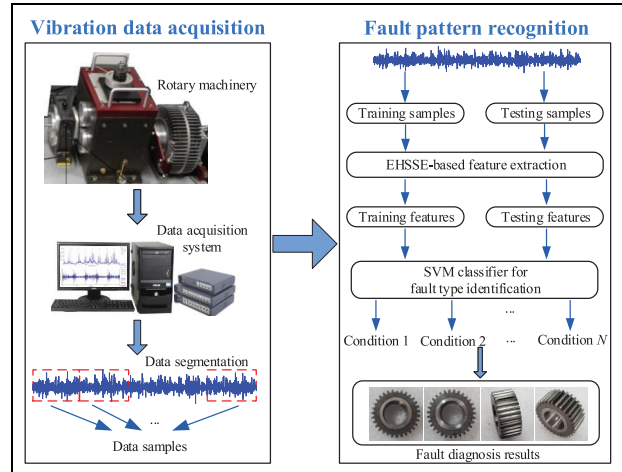 Vibration data acquisition
Rotary machinery
Data acquisition
system
Data segmentation
...
Data samples
Fault pattern recognition
Training samples
Testing samples
EHSSE-based feature extraction
Training features
Testing features
SVM classifier for
fault type identification
...
Condition 1 Condition 2 ... Condition N
Fault diagnosis results